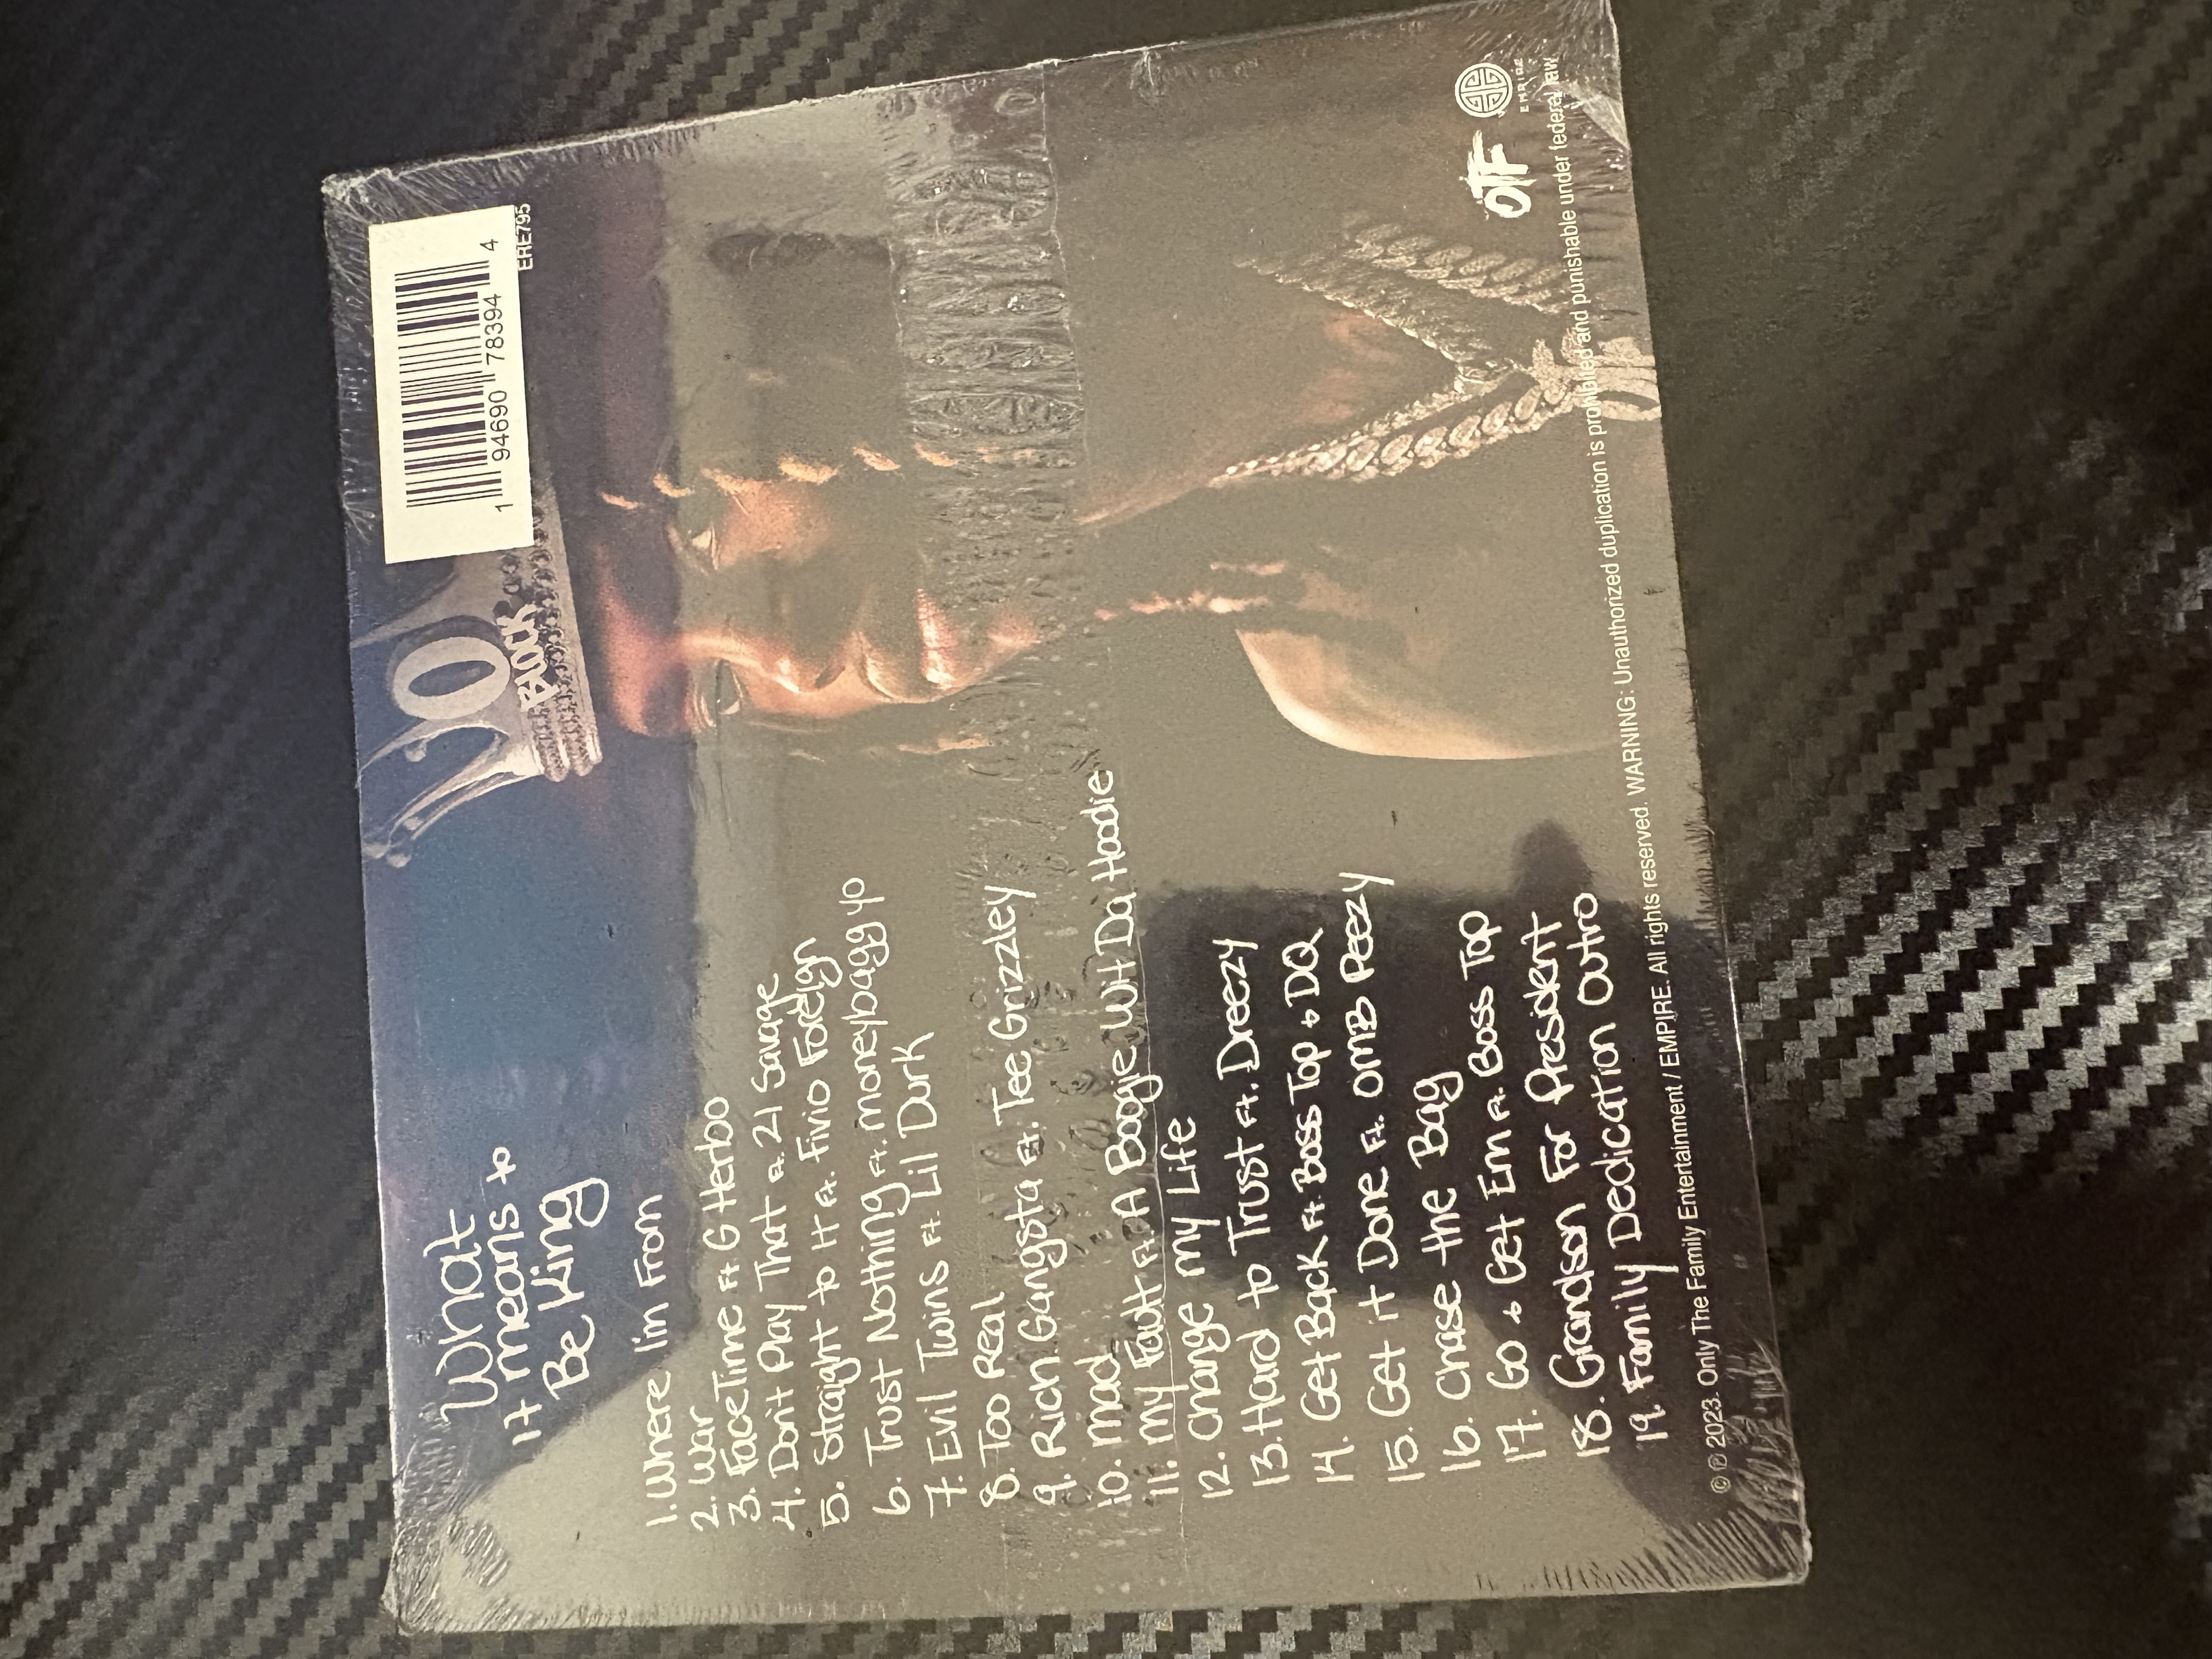 What
it means to
Be King
1. Where I'm From
2. War
3. FaceTime Ft G Herbo
4. Don't Play That Ft. 21 Savage
5. Straight to it Ft. Fivio Foreign
6. Trust Nothing Ft. moneybagg yo
7. Evil Twins Ft. Lil Durk
8. Too Real
9. Rich Gangsta Ft. Tee Grizzley
10. mad
11. my Fault Ft. A Boogie Wit Da Hoodie
12. Change my Life
13. Hard to Trust Ft. Dreezy
14. Get Back Ft. Boss Top & DQ
15. Get it Done Ft. OMB Peezy
16. Chase the Bag
17. Go & Get Em Ft. Boss Top
18. Grandson For President
19. Family Dedication Outro
O
BLOCK
1 94690 78394 4
ERE795
OTF
EMPIRE
© ℗ 2023. Only The Family Entertainment / EMPIRE. All rights reserved. WARNING: Unauthorized duplication is prohibited and punishable under federal law